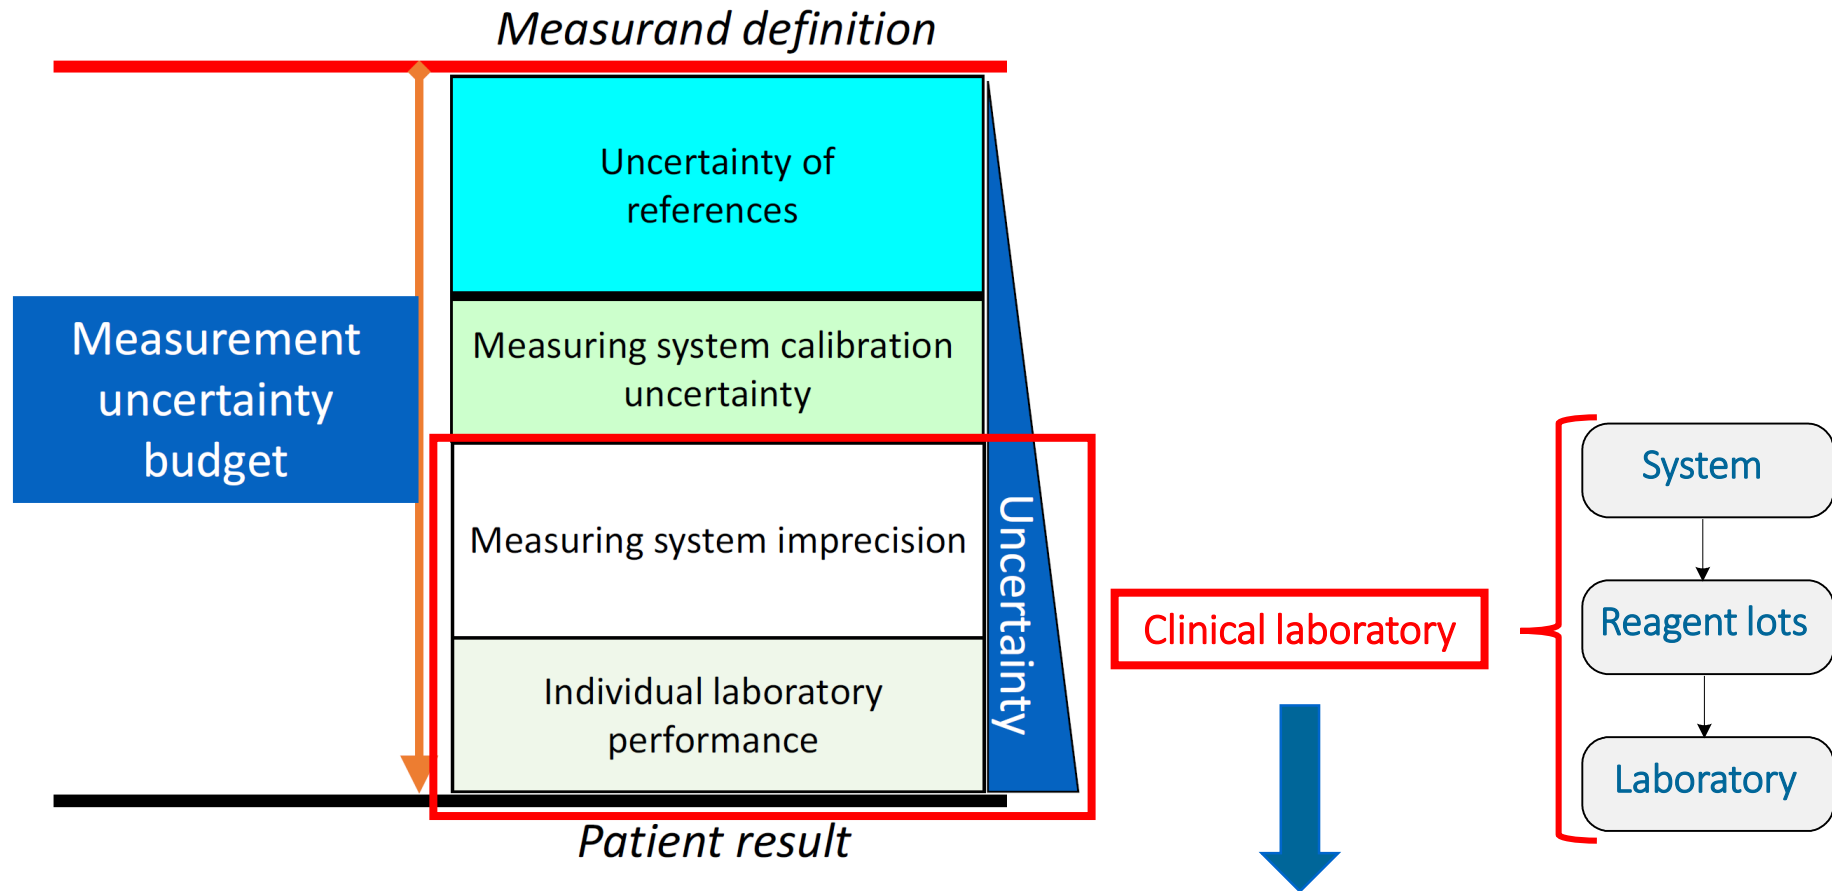 Measurand definition
Uncertainty of
references
Measurement
uncertainty
budget
Measuring system calibration
uncertainty
Measuring system imprecision
Individual laboratory
performance
Uncertainty
Patient result
Clinical laboratory
System
Reagent lots
Laboratory